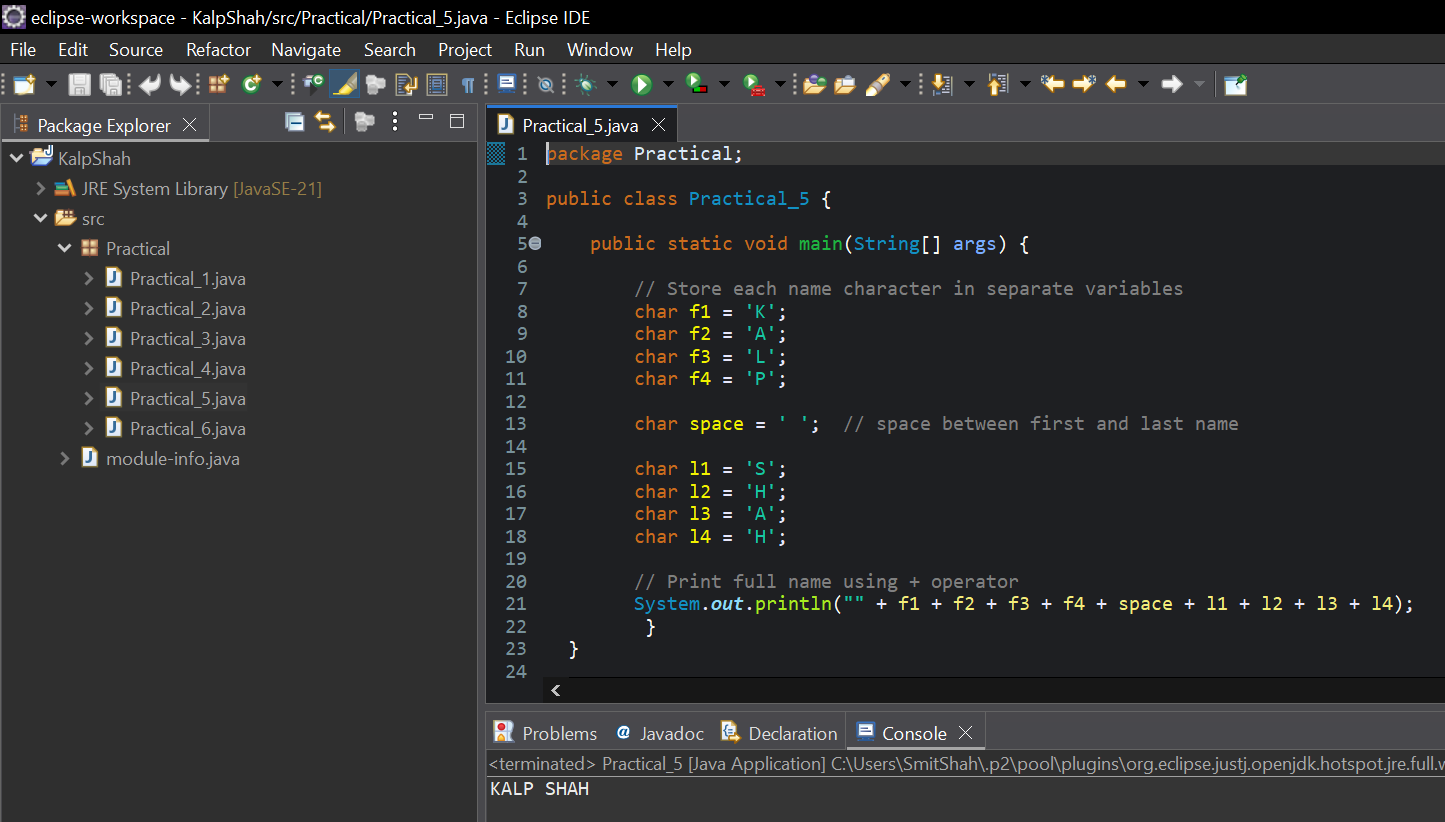 eclipse-workspace - KalpShah/src/Practical/Practical_5.java - Eclipse IDE
File Edit Source Refactor Navigate Search Project Run Window Help
Package Explorer
KalpShah
JRE System Library [JavaSE-21]
src
Practical
Practical_1.java
Practical_2.java
Practical_3.java
Practical_4.java
Practical_5.java
Practical_6.java
module-info.java
Practical_5.java
1 package Practical;
2
3 public class Practical_5 {
4
5 public static void main(String[] args) {
6
7 // Store each name character in separate variables
8 char f1 = 'K';
9 char f2 = 'A';
10 char f3 = 'L';
11 char f4 = 'P';
12
13 char space = ' ';  // space between first and last name
14
15 char l1 = 'S';
16 char l2 = 'H';
17 char l3 = 'A';
18 char l4 = 'H';
19
20 // Print full name using + operator
21 System.out.println("" + f1 + f2 + f3 + f4 + space + l1 + l2 + l3 + l4);
22 }
23 }
24
Problems Javadoc Declaration Console
<terminated> Practical_5 [Java Application] C:\Users\SmitShah\.p2\pool\plugins\org.eclipse.justj.openjdk.hotspot.jre.full.w
KALP SHAH